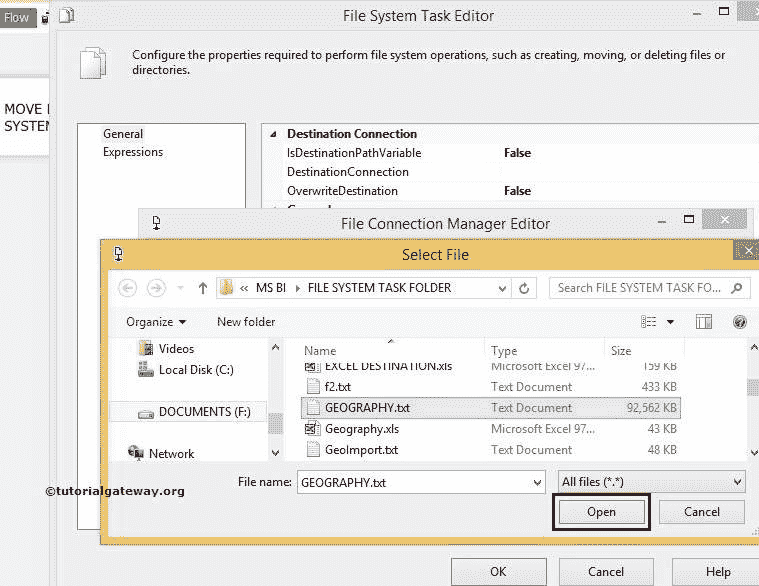 Flow
File System Task Editor
Configure the properties required to perform file system operations, such as creating, moving, or deleting files or
directories.
MOVE
SYSTEM
General
Expressions
Destination Connection
IsDestinationPathVariable False
DestinationConnection
OverwriteDestination False
File Connection Manager Editor
Select File
« MS BI FILE SYSTEM TASK FOLDER
Search FILE SYSTEM TASK FO...
Organize New folder
Videos
Local Disk (C:)
DOCUMENTS (F:)
Network
Name Type Size
EXCEL DESTINATION.xls Microsoft Excel 97... 159 KB
f2.txt Text Document 433 KB
GEOGRAPHY.txt Text Document 92,562 KB
Geography.xls Microsoft Excel 97... 43 KB
GeoImport.txt Text Document 48 KB
©tutorialgateway.org
File name: GEOGRAPHY.txt All files (*.*)
Open Cancel
OK Cancel Help